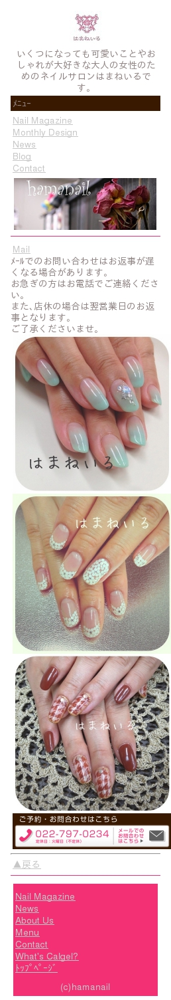 はまねいる
いくつになっても可愛いことやお
しゃれが大好きな大人の女性のた
めのネイルサロンはまねいるで
す。
ﾒﾆｭｰ
Nail Magazine
Monthly Design
News
Blog
Contact
hamanail
Mail
ﾒｰﾙでのお問い合わせはお返事が遅
くなる場合があります。
お急ぎの方はお電話でご連絡くださ
い。
また､店休の場合は翌営業日のお返
事となります。
ご了承くださいませ。
はまねいる
はまねいる
はまねいる
ご予約・お問合わせはこちら
022-797-0234
定休日：火曜日（不定休）
メールでの
お問合わせ
はこちら▶
▲戻る
Nail Magazine
News
About Us
Menu
Contact
What's Calgel?
ﾄｯﾌﾟﾍﾟｰｼﾞ
(c)hamanail